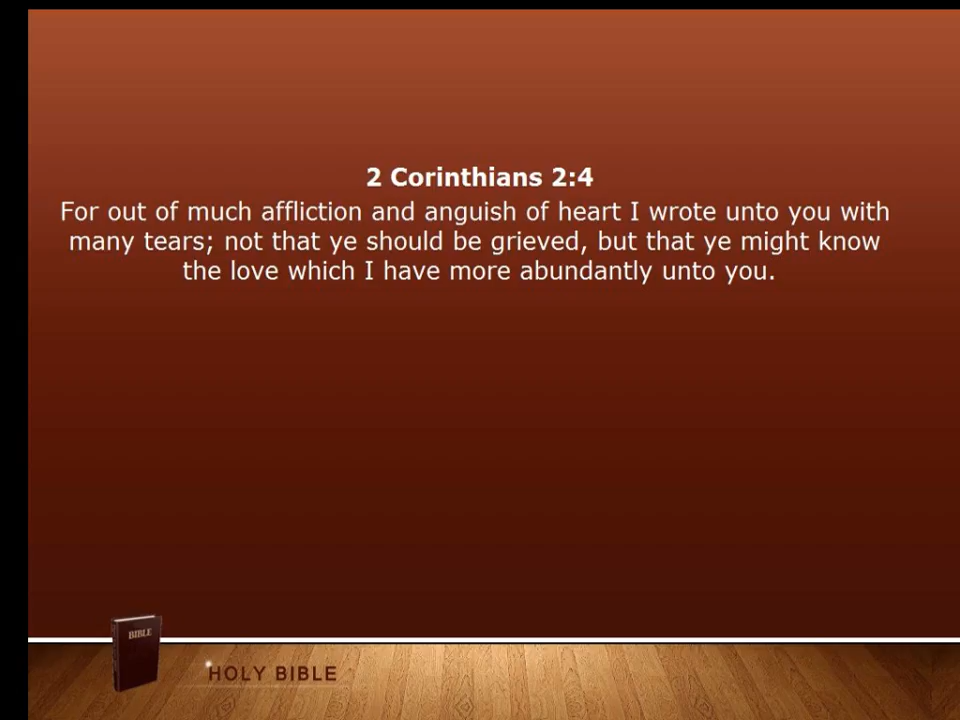 2 Corinthians 2:4
For out of much affliction and anguish of heart I wrote unto you with
many tears; not that ye should be grieved, but that ye might know
the love which I have more abundantly unto you.
BIBLE
HOLY BIBLE